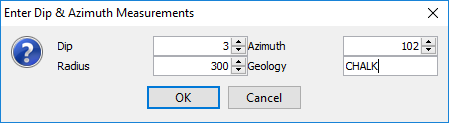 Enter Dip & Azimuth Measurements
Dip 3 Azimuth 102
Radius 300 Geology CHALK
OK Cancel